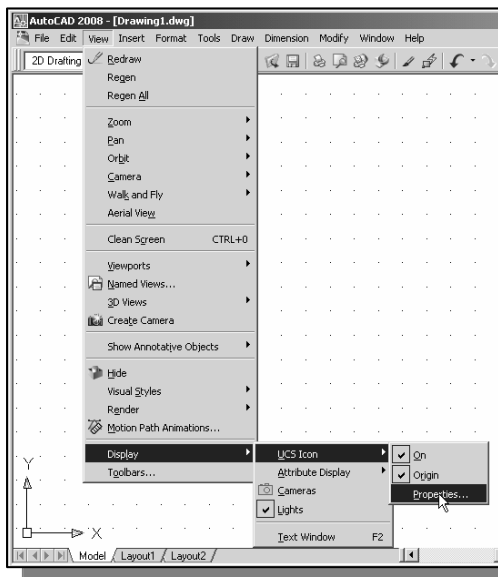 AutoCAD 2008 - [Drawing1.dwg]
File Edit View Insert Format Tools Draw Dimension Modify Window Help
2D Drafting
Redraw
Regen
Regen All
Zoom
Pan
Orbit
Camera
Walk and Fly
Aerial View
Clean Screen CTRL+0
Viewports
Named Views...
3D Views
Create Camera
Show Annotative Objects
Hide
Visual Styles
Render
Motion Path Animations...
Display
Toolbars...
UCS Icon
Attribute Display
Cameras
Lights
Text Window F2
On
Origin
Properties...
Y
X
Model Layout1 Layout2